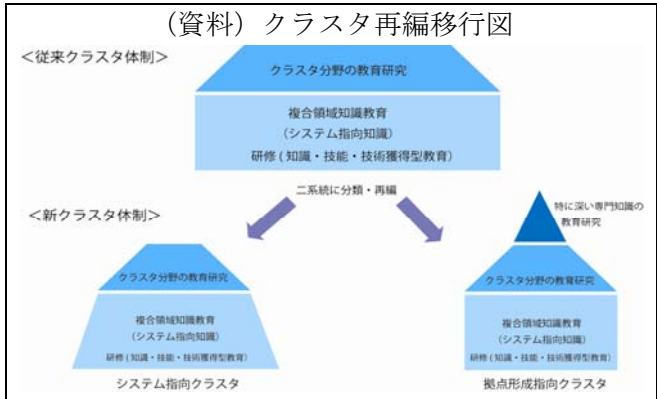 (資料)クラスタ再編移行図
<従来クラスタ体制>
クラスタ分野の教育研究
複合領域知識教育
(システム指向知識)
研修(知識・技能・技術獲得型教育)
二系統に分類・再編
<新クラスタ体制>
特に深い専門知識の
教育研究
クラスタ分野の教育研究
複合領域知識教育
(システム指向知識)
研修(知識・技能・技術獲得型教育)
システム指向クラスタ
クラスタ分野の教育研究
複合領域知識教育
(システム指向知識)
研修(知識・技能・技術獲得型教育)
拠点形成指向クラスタ